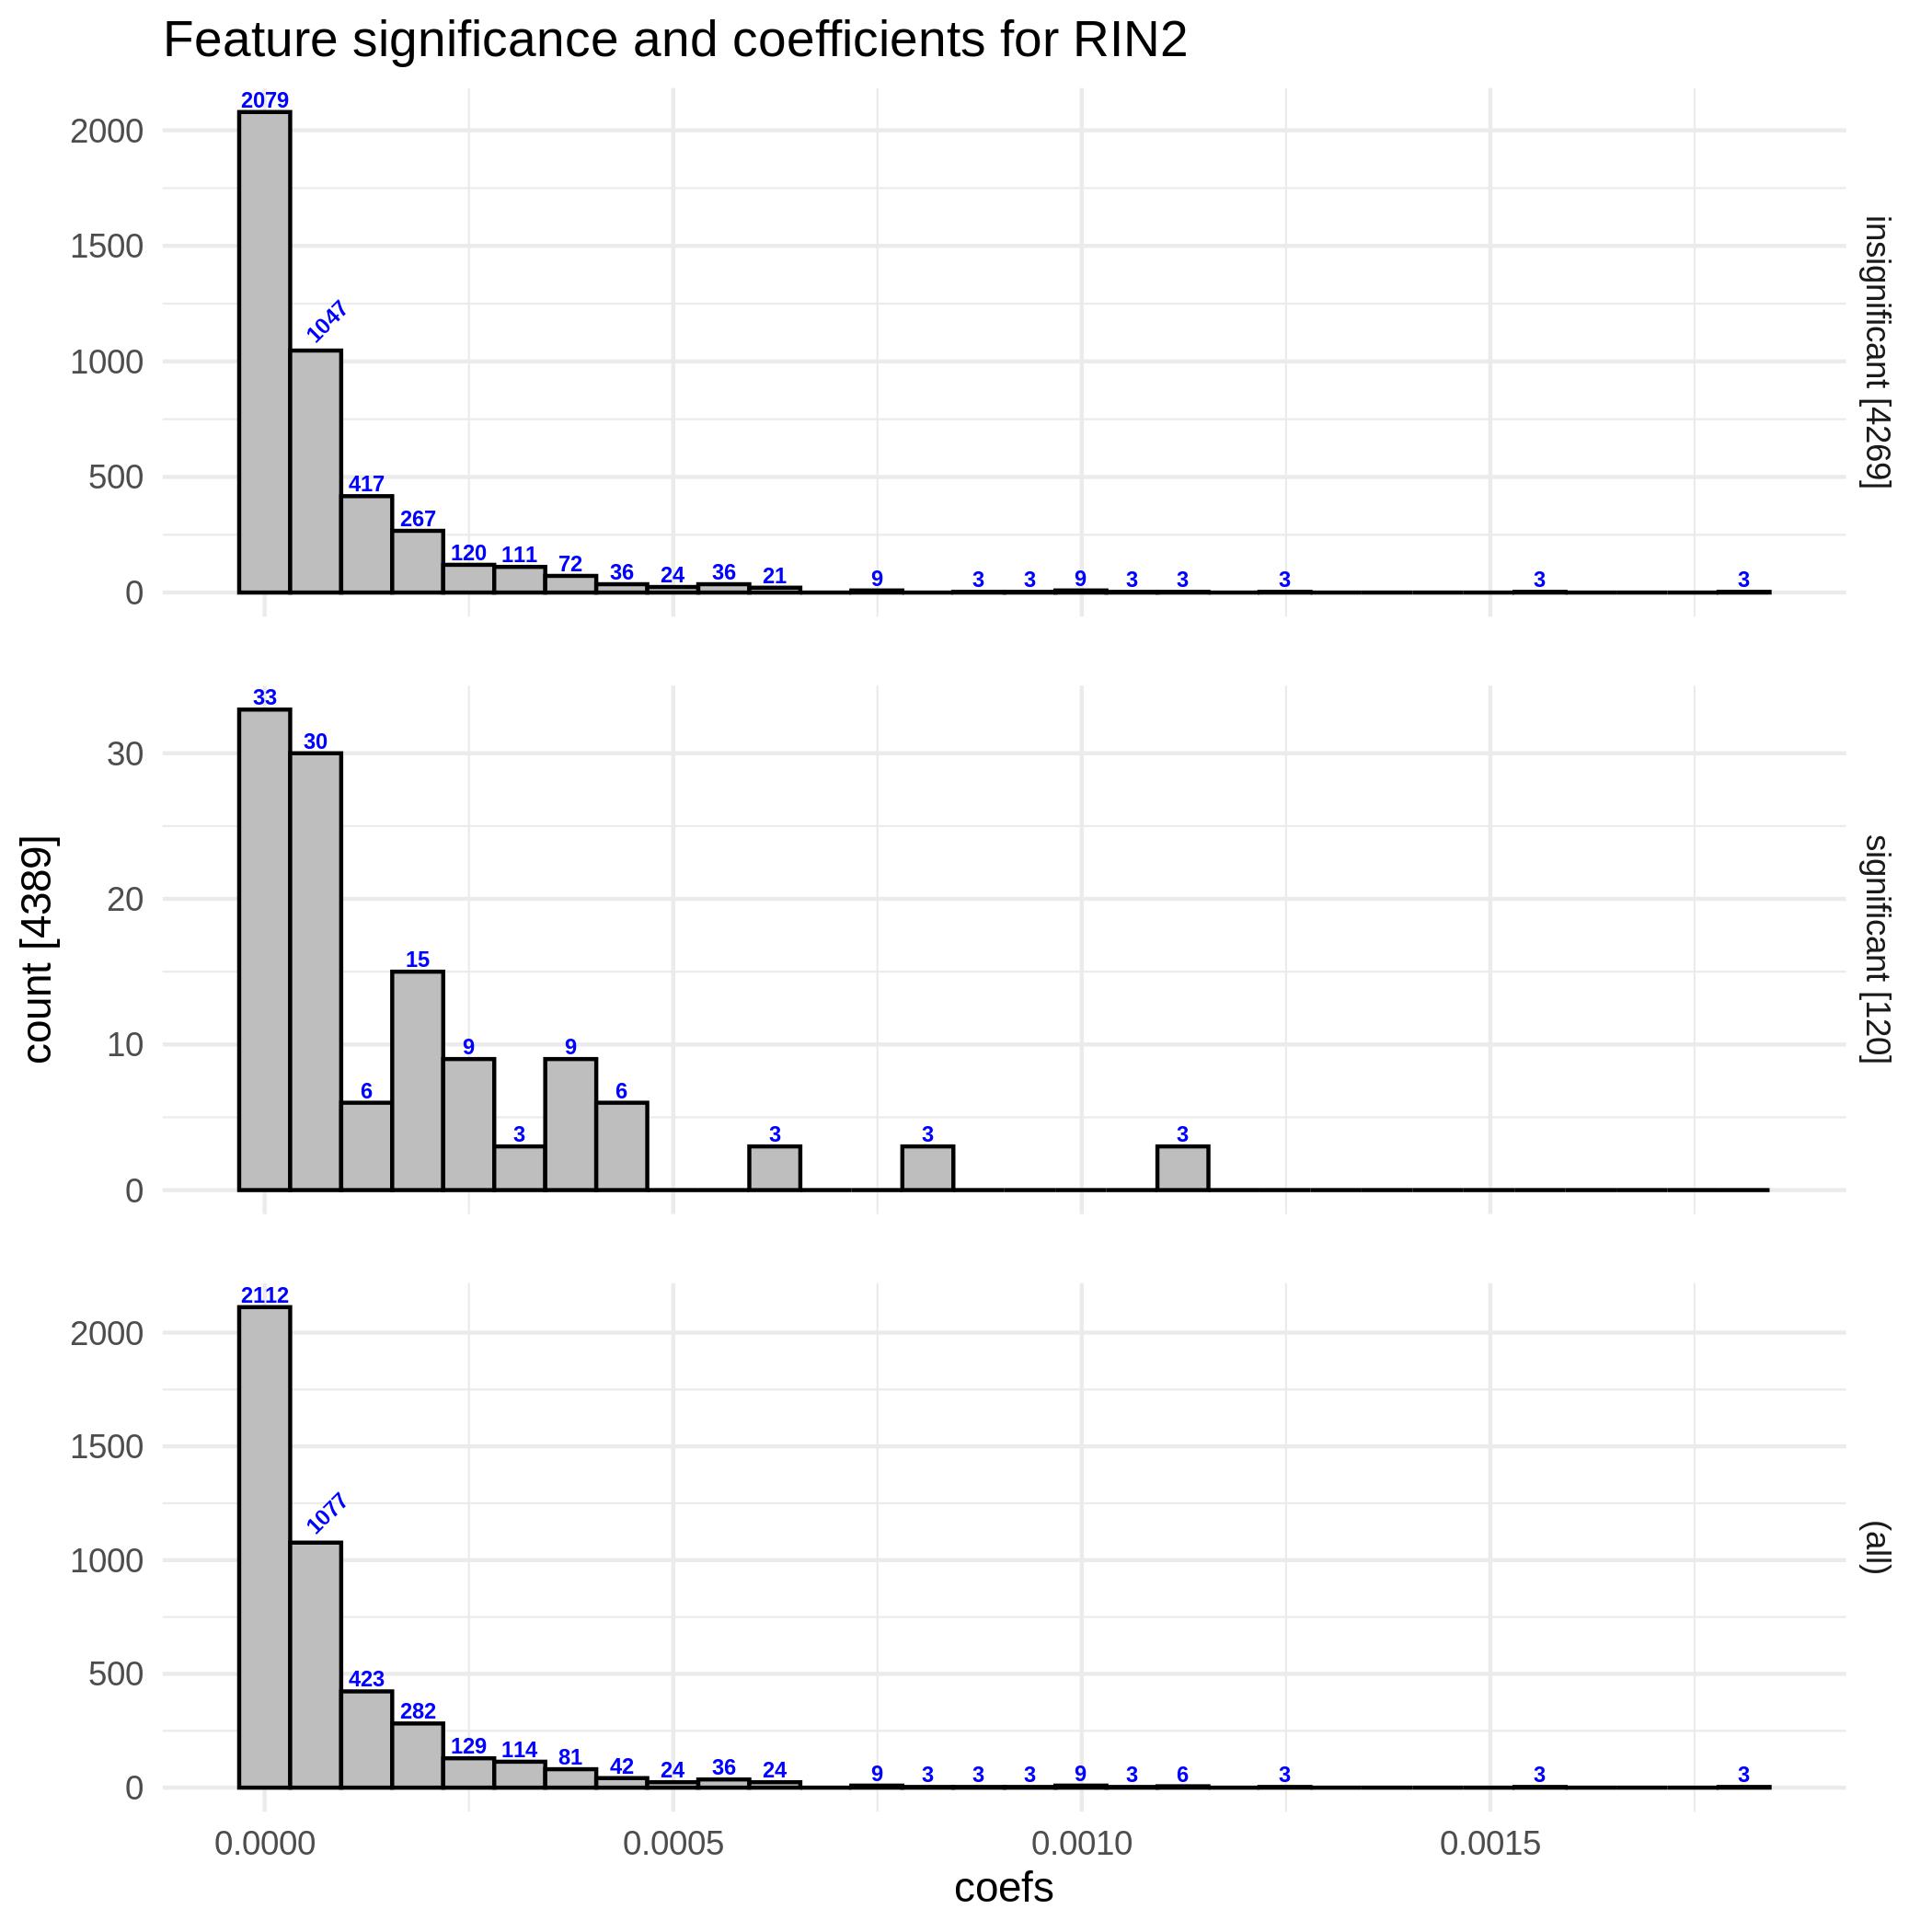 Feature significance and coefficients for RIN2
2079
2000
1500
1047
1000
417
500
267
120 111 72 36 24 36 21 9 3 3 9 3 3 3 3 3
0
insignificant [4269]
33
30
30
20
15
10
9 9
6 6
3 3 3 3
0
significant [120]
count [4389]
2112
2000
1500
1077
1000
423
500
282
129 114 81 42 24 36 24 9 3 3 3 9 3 6 3 3 3
0
(all)
0.0000 0.0005 0.0010 0.0015
coefs